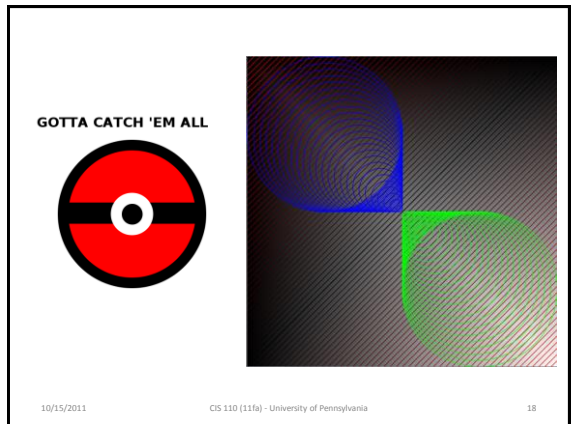 GOTTA CATCH 'EM ALL
10/15/2011
CIS 110 (11fa) - University of Pennsylvania
18